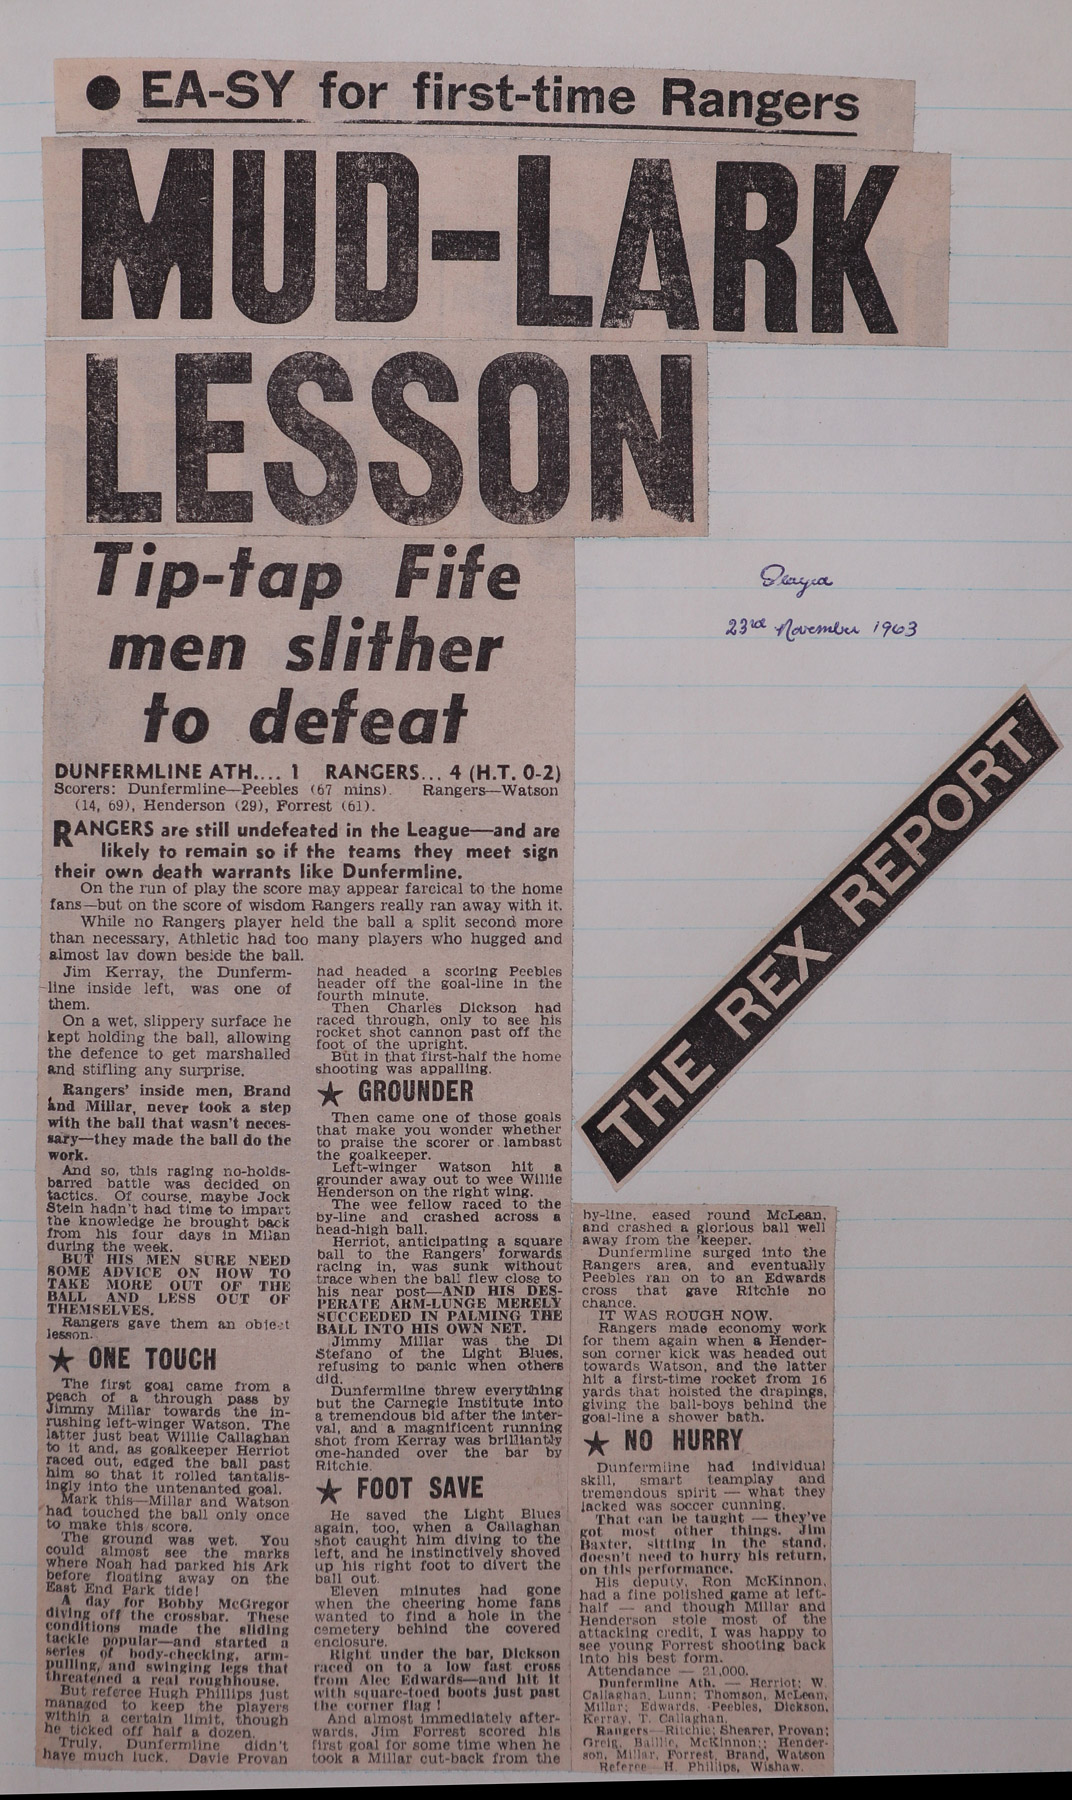 ● EA-SY for first-time Rangers
MUD-LARK
LESSON
Tip-tap Fife
men slither
to defeat
DUNFERMLINE ATH.... 1 RANGERS... 4 (H.T. 0-2)
Scorers: Dunfermline—Peebles (67 mins). Rangers—Watson
(14, 69), Henderson (29), Forrest (61).
RANGERS are still undefeated in the League—and are
likely to remain so if the teams they meet sign
their own death warrants like Dunfermline.
On the run of play the score may appear farcical to the home
fans—but on the score of wisdom Rangers really ran away with it.
While no Rangers player held the ball a split second more
than necessary, Athletic had too many players who hugged and
almost lay down beside the ball.
Jim Kerray, the Dunferm-
line inside left, was one of
them.
On a wet, slippery surface he
kept holding the ball, allowing
the defence to get marshalled
and stifling any surprise.
Rangers' inside men, Brand
and Millar, never took a step
with the ball that wasn't neces-
sary—they made the ball do the
work.
And so, this raging no-holds-
barred battle was decided on
tactics. Of course, maybe Jock
Stein hadn't had time to impart
the knowledge he brought back
from his four days in Milan
during the week.
BUT HIS MEN SURE NEED
SOME ADVICE ON HOW TO
TAKE MORE OUT OF THE
BALL AND LESS OUT OF
THEMSELVES.
Rangers gave them an object
lesson.
★ ONE TOUCH
The first goal came from a
peach of a through pass by
Jimmy Millar towards the in-
rushing left-winger Watson. The
latter just beat Willie Callaghan
to it and, as goalkeeper Herriot
raced out, edged the ball past
him so that it rolled tantalis-
ingly into the untenanted goal.
Mark this—Millar and Watson
had touched the ball only once
to make this score.
The ground was wet. You
could almost see the marks
where Noah had parked his Ark
before floating away on the
East End Park tide!
A day for Bobby McGregor
diving off the crossbar. These
conditions made the sliding
tackle popular—and started a
series of body-checking, arm-
pulling, and swinging legs that
threatened a real roughhouse.
But referee Hugh Phillips just
managed to keep the players
within a certain limit, though
he ticked off half a dozen.
Truly, Dunfermline didn't
have much luck. Davie Provan
had headed a scoring Peebles
header off the goal-line in the
fourth minute.
Then Charles Dickson had
raced through, only to see his
rocket shot cannon past off the
foot of the upright.
But in that first-half the home
shooting was appalling.
★ GROUNDER
Then came one of those goals
that make you wonder whether
to praise the scorer or lambast
the goalkeeper.
Left-winger Watson hit a
grounder away out to wee Willie
Henderson on the right wing.
The wee fellow raced to the
by-line and crashed across a
head-high ball.
Herriot, anticipating a square
ball to the Rangers' forwards
racing in, was sunk without
trace when the ball flew close to
his near post—AND HIS DES-
PERATE ARM-LUNGE MERELY
SUCCEEDED IN PALMING THE
BALL INTO HIS OWN NET.
Jimmy Millar was the Di
Stefano of the Light Blues,
refusing to panic when others
did.
Dunfermline threw everything
but the Carnegie Institute into
a tremendous bid after the inter-
val, and a magnificent running
shot from Kerray was brilliantly
one-handed over the bar by
Ritchie.
★ FOOT SAVE
He saved the Light Blues
again, too, when a Callaghan
shot caught him diving to the
left, and he instinctively shoved
up his right foot to divert the
ball out.
Eleven minutes had gone
when the cheering home fans
wanted to find a hole in the
cemetery behind the covered
enclosure.
Right under the bar, Dickson
raced on to a low fast cross
from Alec Edwards—and hit it
with square-toed boots just past
the corner flag!
And almost immediately after-
wards, Jim Forrest scored his
first goal for some time when he
took a Millar cut-back from the
by-line, eased round McLean,
and crashed a glorious ball well
away from the 'keeper.
Dunfermline surged into the
Rangers area, and eventually
Peebles ran on to an Edwards
cross that gave Ritchie no
chance.
IT WAS ROUGH NOW.
Rangers made economy work
for them again when a Hender-
son corner kick was headed out
towards Watson, and the latter
hit a first-time rocket from 16
yards that hoisted the drapings,
giving the ball-boys behind the
goal-line a shower bath.
★ NO HURRY
Dunfermline had individual
skill, smart teamplay and
tremendous spirit — what they
lacked was soccer cunning.
That can be taught — they've
got most other things. Jim
Baxter, sitting in the stand,
doesn't need to hurry his return,
on this performance.
His deputy, Ron McKinnon,
had a fine polished game at left-
half — and though Millar and
Henderson stole most of the
attacking credit, I was happy to
see young Forrest shooting back
into his best form.
Attendance — 21,000.
Dunfermline Ath. — Herriot; W.
Callaghan, Lunn; Thomson, McLean,
Millar; Edwards, Peebles, Dickson,
Kerray, T. Callaghan.
Rangers—Ritchie; Shearer, Provan;
Greig, Baillie, McKinnon;; Hender-
son, Millar, Forrest, Brand, Watson
Referee—H. Phillips, Wishaw.
Played
23rd November 1963
THE REX REPORT